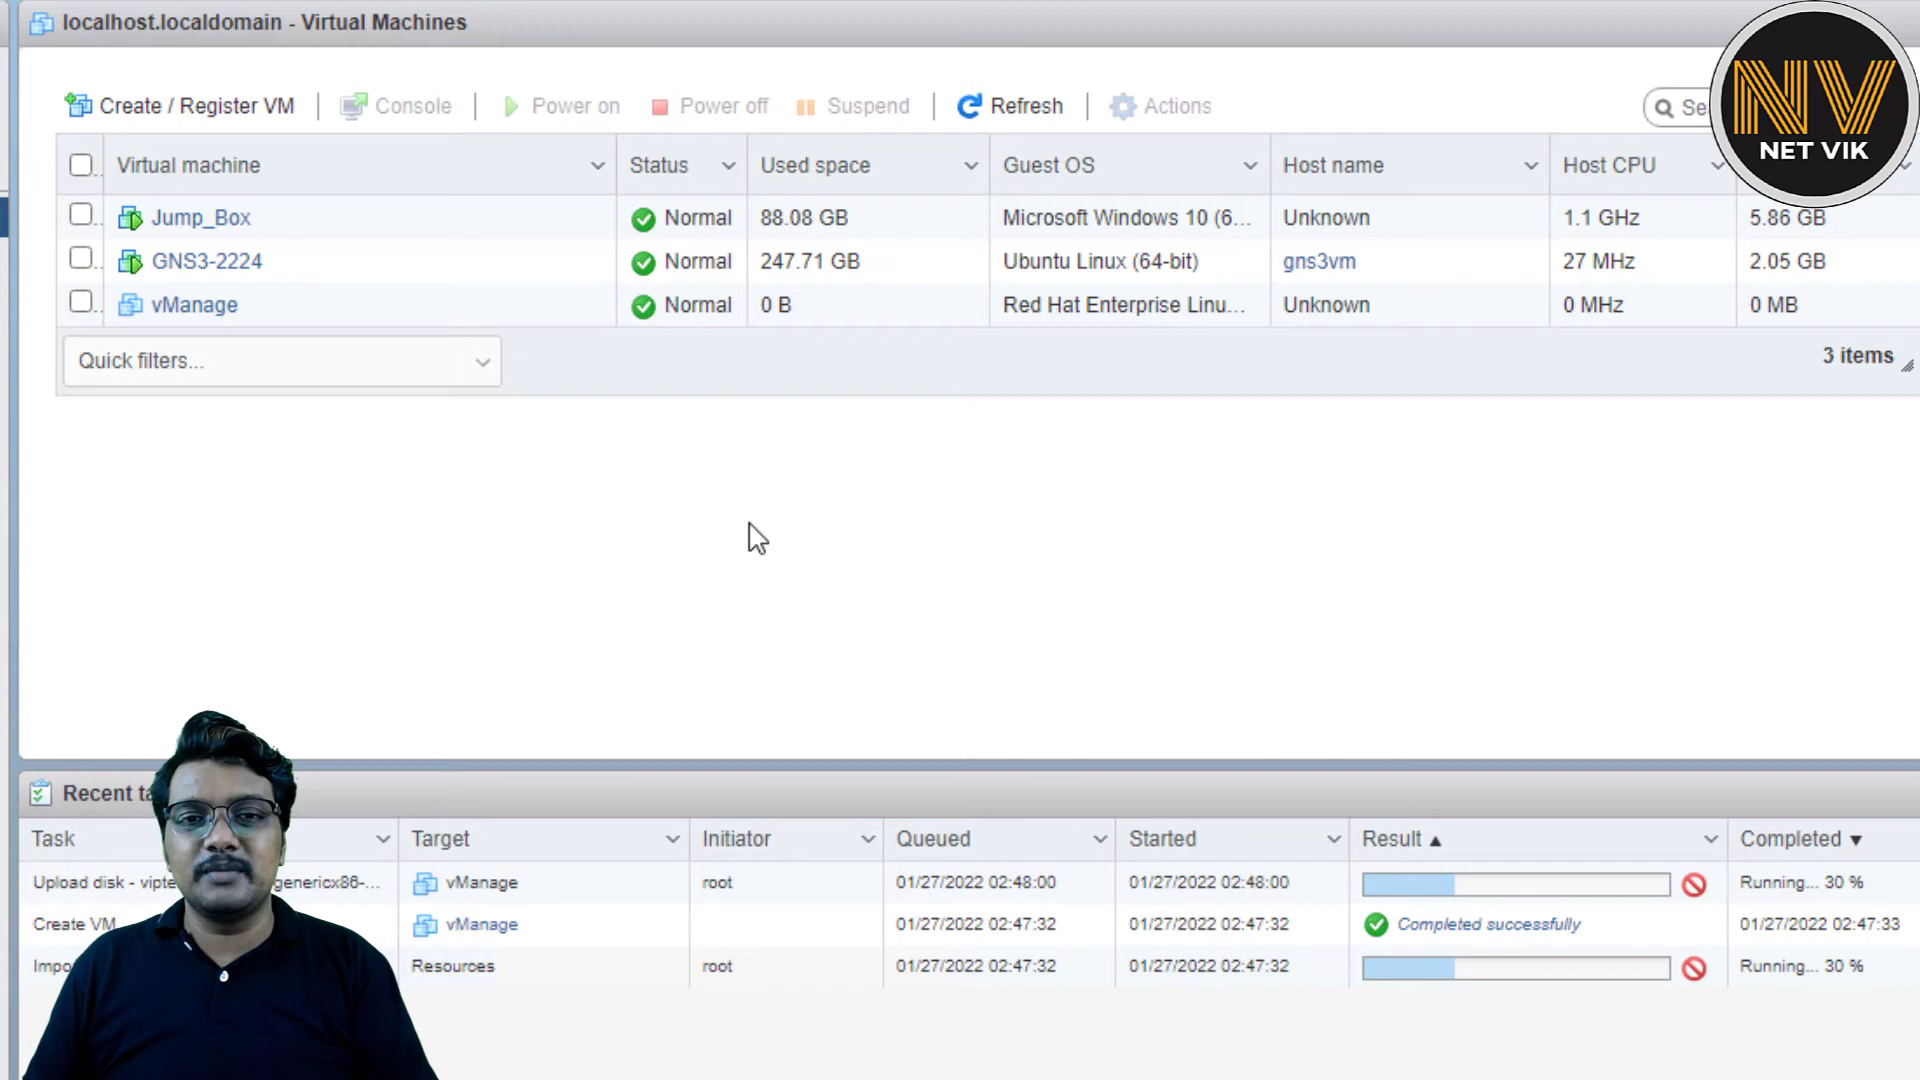 localhost.localdomain - Virtual Machines
NV
NET VIK
Create / Register VM | Console | Power on Power off Suspend | Refresh | Actions
Virtual machine Status Used space Guest OS Host name Host CPU
Jump_Box Normal 88.08 GB Microsoft Windows 10 (6... Unknown 1.1 GHz 5.86 GB
GNS3-2224 Normal 247.71 GB Ubuntu Linux (64-bit) gns3vm 27 MHz 2.05 GB
vManage Normal 0 B Red Hat Enterprise Linu... Unknown 0 MHz 0 MB
Quick filters... 3 items
Recent
Task Target Initiator Queued Started Result Completed
Upload disk - genericx86-... vManage root 01/27/2022 02:48:00 01/27/2022 02:48:00 Running... 30 %
Create VM vManage 01/27/2022 02:47:32 01/27/2022 02:47:32 Completed successfully 01/27/2022 02:47:33
Resources root 01/27/2022 02:47:32 01/27/2022 02:47:32 Running... 30 %